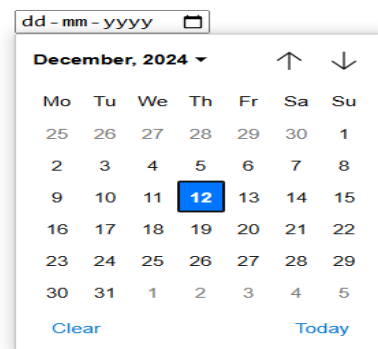 dd-mm-yyyy
December, 2024
Mo Tu We Th Fr Sa Su
25 26 27 28 29 30 1
2 3 4 5 6 7 8
9 10 11 12 13 14 15
16 17 18 19 20 21 22
23 24 25 26 27 28 29
30 31 1 2 3 4 5
Clear Today